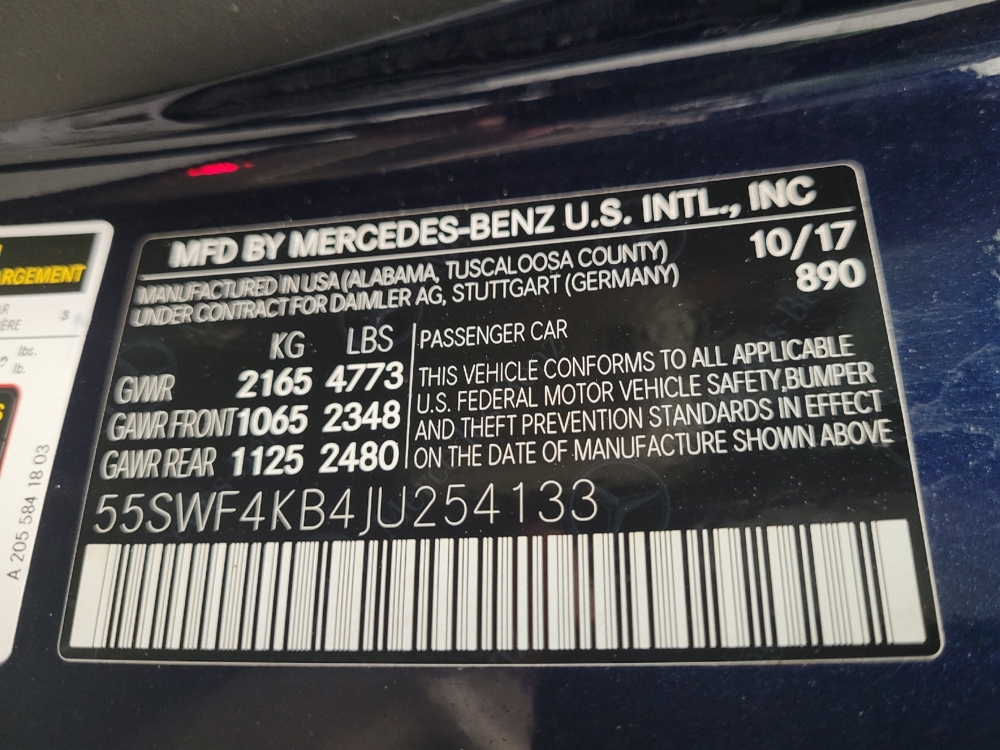 MFD BY MERCEDES-BENZ U.S. INTL., INC
MANUFACTURED IN USA (ALABAMA, TUSCALOOSA COUNTY) 10/17
UNDER CONTRACT FOR DAIMLER AG, STUTTGART (GERMANY) 890
KG LBS
GVWR 2165 4773
GAWR FRONT 1065 2348
GAWR REAR 1125 2480
PASSENGER CAR
THIS VEHICLE CONFORMS TO ALL APPLICABLE
U.S. FEDERAL MOTOR VEHICLE SAFETY,BUMPER
AND THEFT PREVENTION STANDARDS IN EFFECT
ON THE DATE OF MANUFACTURE SHOWN ABOVE
55SWF4KB4JU254133
ARGEMENT
3
lbs.
lb.
A 205 584 18 03